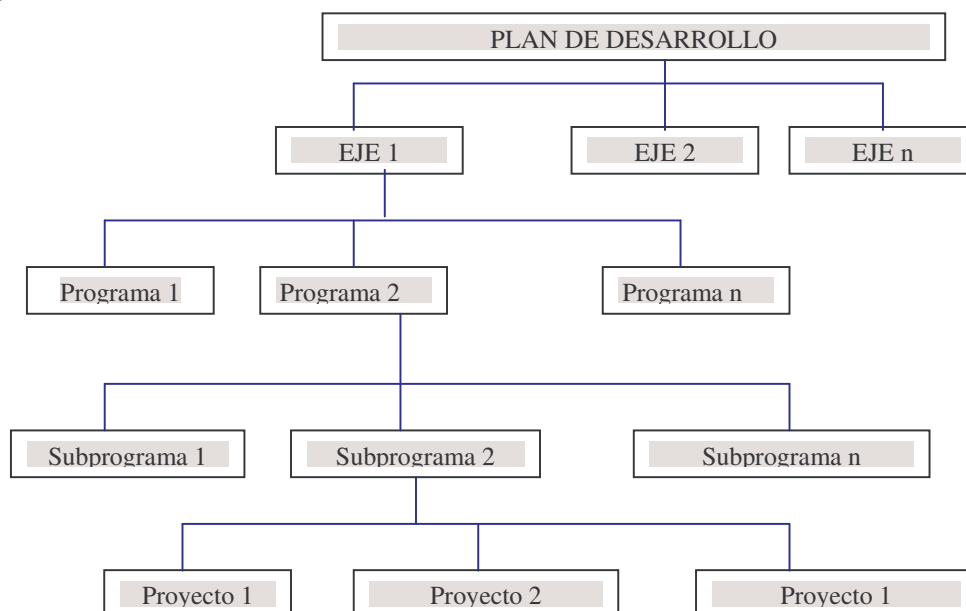 PLAN DE DESARROLLO
EJE 1 EJE 2 EJE n
Programa 1 Programa 2 Programa n
Subprograma 1 Subprograma 2 Subprograma n
Proyecto 1 Proyecto 2 Proyecto 1